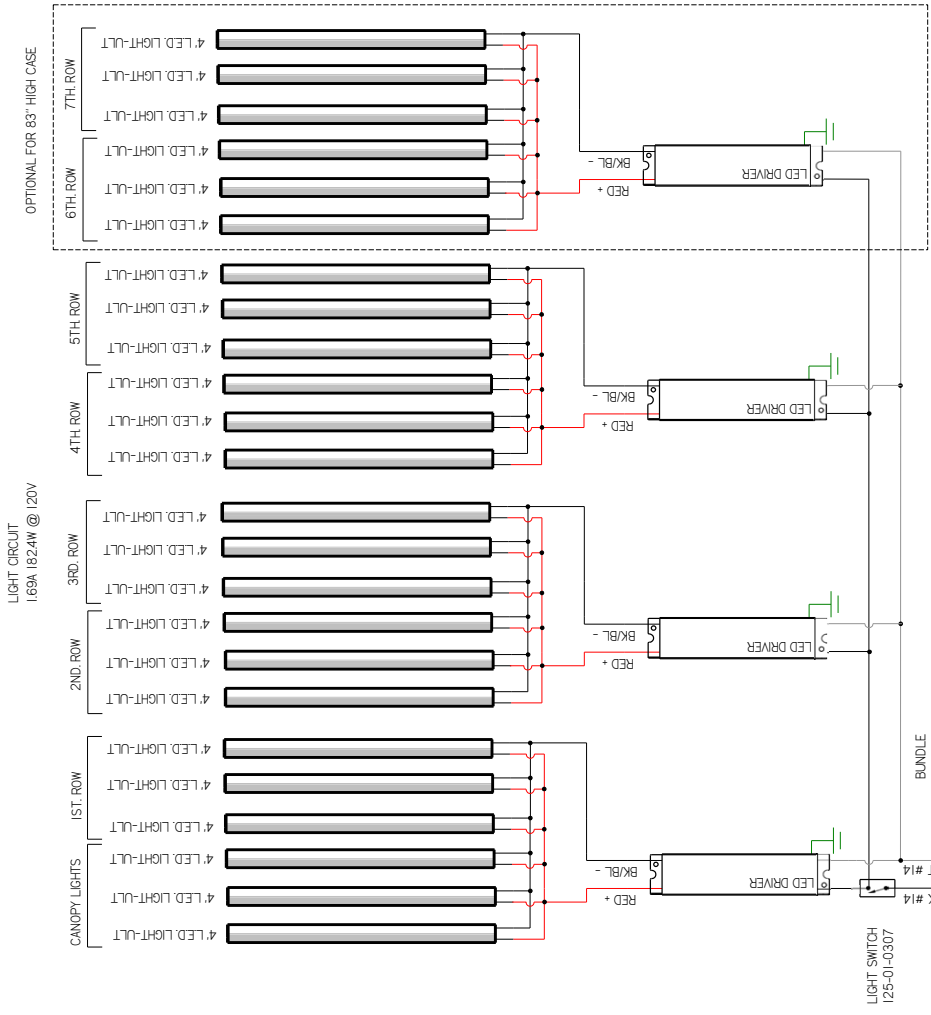 OPTIONAL FOR 83" HIGH CASE
7TH. ROW
4' L.E.D. LIGHT-ULT
4' L.E.D. LIGHT-ULT
4' L.E.D. LIGHT-ULT
6TH. ROW
4' L.E.D. LIGHT-ULT
4' L.E.D. LIGHT-ULT
4' L.E.D. LIGHT-ULT
BK/BL -
RED +
LED DRIVER
5TH. ROW
4' L.E.D. LIGHT-ULT
4' L.E.D. LIGHT-ULT
4' L.E.D. LIGHT-ULT
4TH. ROW
4' L.E.D. LIGHT-ULT
4' L.E.D. LIGHT-ULT
4' L.E.D. LIGHT-ULT
BK/BL -
RED +
LED DRIVER
LIGHT CIRCUIT
1.69A 182.4W @ 120V
3RD. ROW
4' L.E.D. LIGHT-ULT
4' L.E.D. LIGHT-ULT
4' L.E.D. LIGHT-ULT
2ND. ROW
4' L.E.D. LIGHT-ULT
4' L.E.D. LIGHT-ULT
4' L.E.D. LIGHT-ULT
BK/BL -
RED +
LED DRIVER
1ST. ROW
4' L.E.D. LIGHT-ULT
4' L.E.D. LIGHT-ULT
4' L.E.D. LIGHT-ULT
CANOPY LIGHTS
4' L.E.D. LIGHT-ULT
4' L.E.D. LIGHT-ULT
4' L.E.D. LIGHT-ULT
BK/BL -
RED +
LED DRIVER
BUNDLE
T #14
K #14
LIGHT SWITCH
125-01-0307